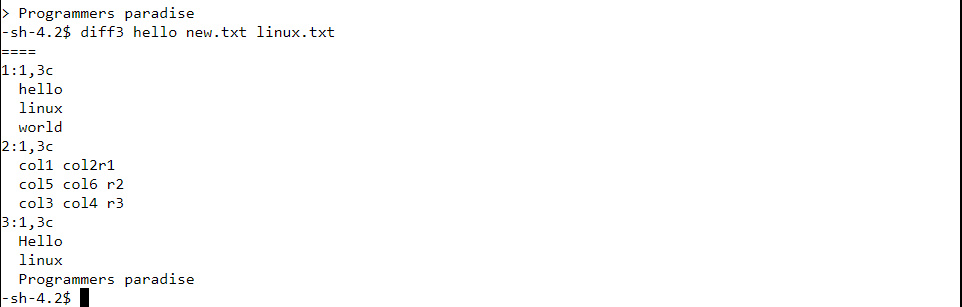 > Programmers paradise
-sh-4.2$ diff3 hello new.txt linux.txt
====
1:1,3c
  hello
  linux
  world
2:1,3c
  col1 col2r1
  col5 col6 r2
  col3 col4 r3
3:1,3c
  Hello
  linux
  Programmers paradise
-sh-4.2$